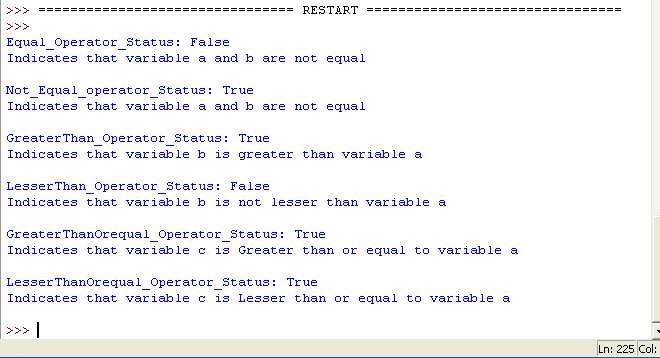 >>> ================================ RESTART ================================
>>>
Equal_Operator_Status: False
Indicates that variable a and b are not equal
Not_Equal_operator_Status: True
Indicates that variable a and b are not equal
GreaterThan_Operator_Status: True
Indicates that variable b is greater than variable a
LesserThan_Operator_Status: False
Indicates that variable b is not lesser than variable a
GreaterThanOrequal_Operator_Status: True
Indicates that variable c is Greater than or equal to variable a
LesserThanOrequal_Operator_Status: True
Indicates that variable c is Lesser than or equal to variable a
>>>
Ln: 225 Col: